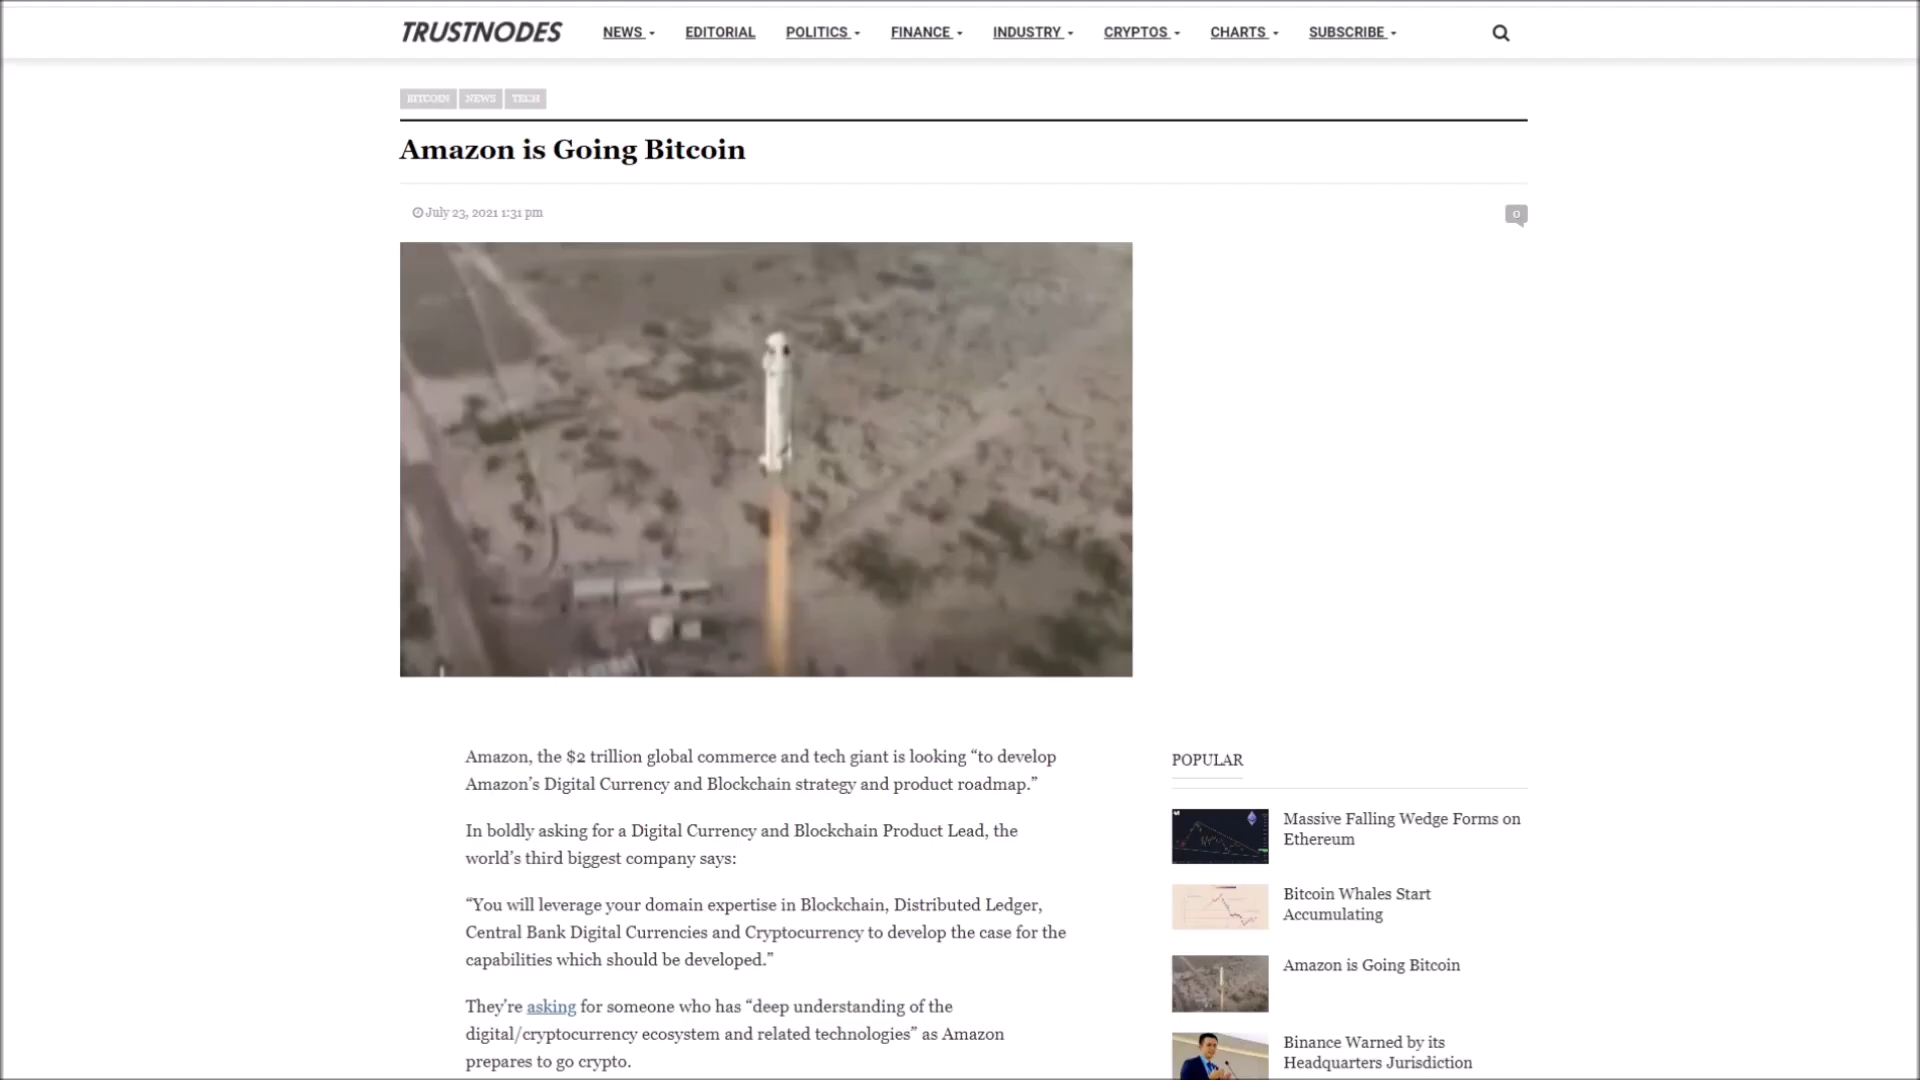 TRUSTNODES
NEWS
EDITORIAL
POLITICS
FINANCE
INDUSTRY
CRYPTOS
CHARTS
SUBSCRIBE
BITCOIN
NEWS
TECH
Amazon is Going Bitcoin
July 23, 2021 1:31 pm
0
Amazon, the $2 trillion global commerce and tech giant is looking “to develop
Amazon’s Digital Currency and Blockchain strategy and product roadmap.”
In boldly asking for a Digital Currency and Blockchain Product Lead, the
world’s third biggest company says:
“You will leverage your domain expertise in Blockchain, Distributed Ledger,
Central Bank Digital Currencies and Cryptocurrency to develop the case for the
capabilities which should be developed.”
They’re asking for someone who has “deep understanding of the
digital/cryptocurrency ecosystem and related technologies” as Amazon
prepares to go crypto.
POPULAR
Massive Falling Wedge Forms on
Ethereum
Bitcoin Whales Start
Accumulating
Amazon is Going Bitcoin
Binance Warned by its
Headquarters Jurisdiction